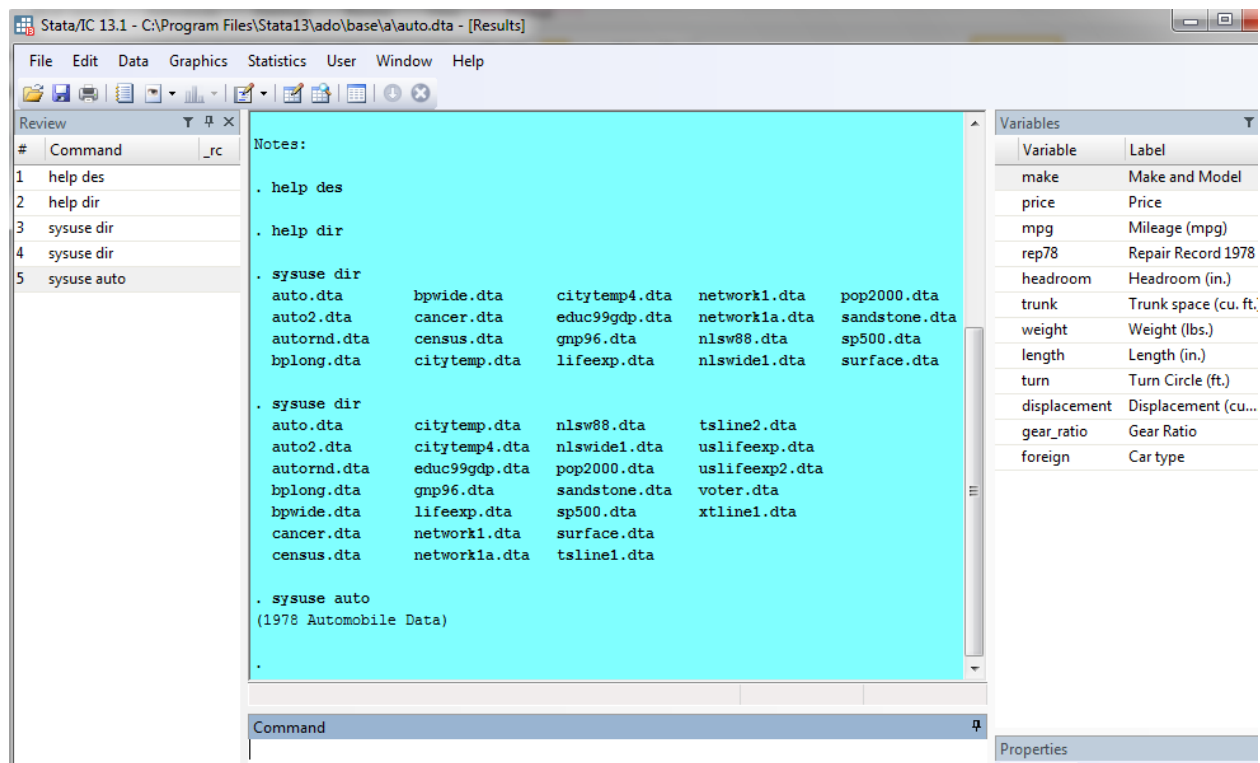 Stata/IC 13.1 - C:\Program Files\Stata13\ado\base\a\auto.dta - [Results]
File Edit Data Graphics Statistics User Window Help
Review
# Command _rc
1 help des
2 help dir
3 sysuse dir
4 sysuse dir
5 sysuse auto
Notes:
. help des
. help dir
. sysuse dir
auto.dta bpwide.dta citytemp4.dta network1.dta pop2000.dta
auto2.dta cancer.dta educ99gdp.dta network1a.dta sandstone.dta
autornd.dta census.dta gnp96.dta nlsw88.dta sp500.dta
bplong.dta citytemp.dta lifeexp.dta nlswide1.dta surface.dta
. sysuse dir
auto.dta citytemp.dta nlsw88.dta tsline2.dta
auto2.dta citytemp4.dta nlswide1.dta uslifeexp.dta
autornd.dta educ99gdp.dta pop2000.dta uslifeexp2.dta
bplong.dta gnp96.dta sandstone.dta voter.dta
bpwide.dta lifeexp.dta sp500.dta xtline1.dta
cancer.dta network1.dta surface.dta
census.dta network1a.dta tsline1.dta
. sysuse auto
(1978 Automobile Data)
.
Command
Variables
Variable Label
make Make and Model
price Price
mpg Mileage (mpg)
rep78 Repair Record 1978
headroom Headroom (in.)
trunk Trunk space (cu. ft.)
weight Weight (lbs.)
length Length (in.)
turn Turn Circle (ft.)
displacement Displacement (cu...
gear_ratio Gear Ratio
foreign Car type
Properties